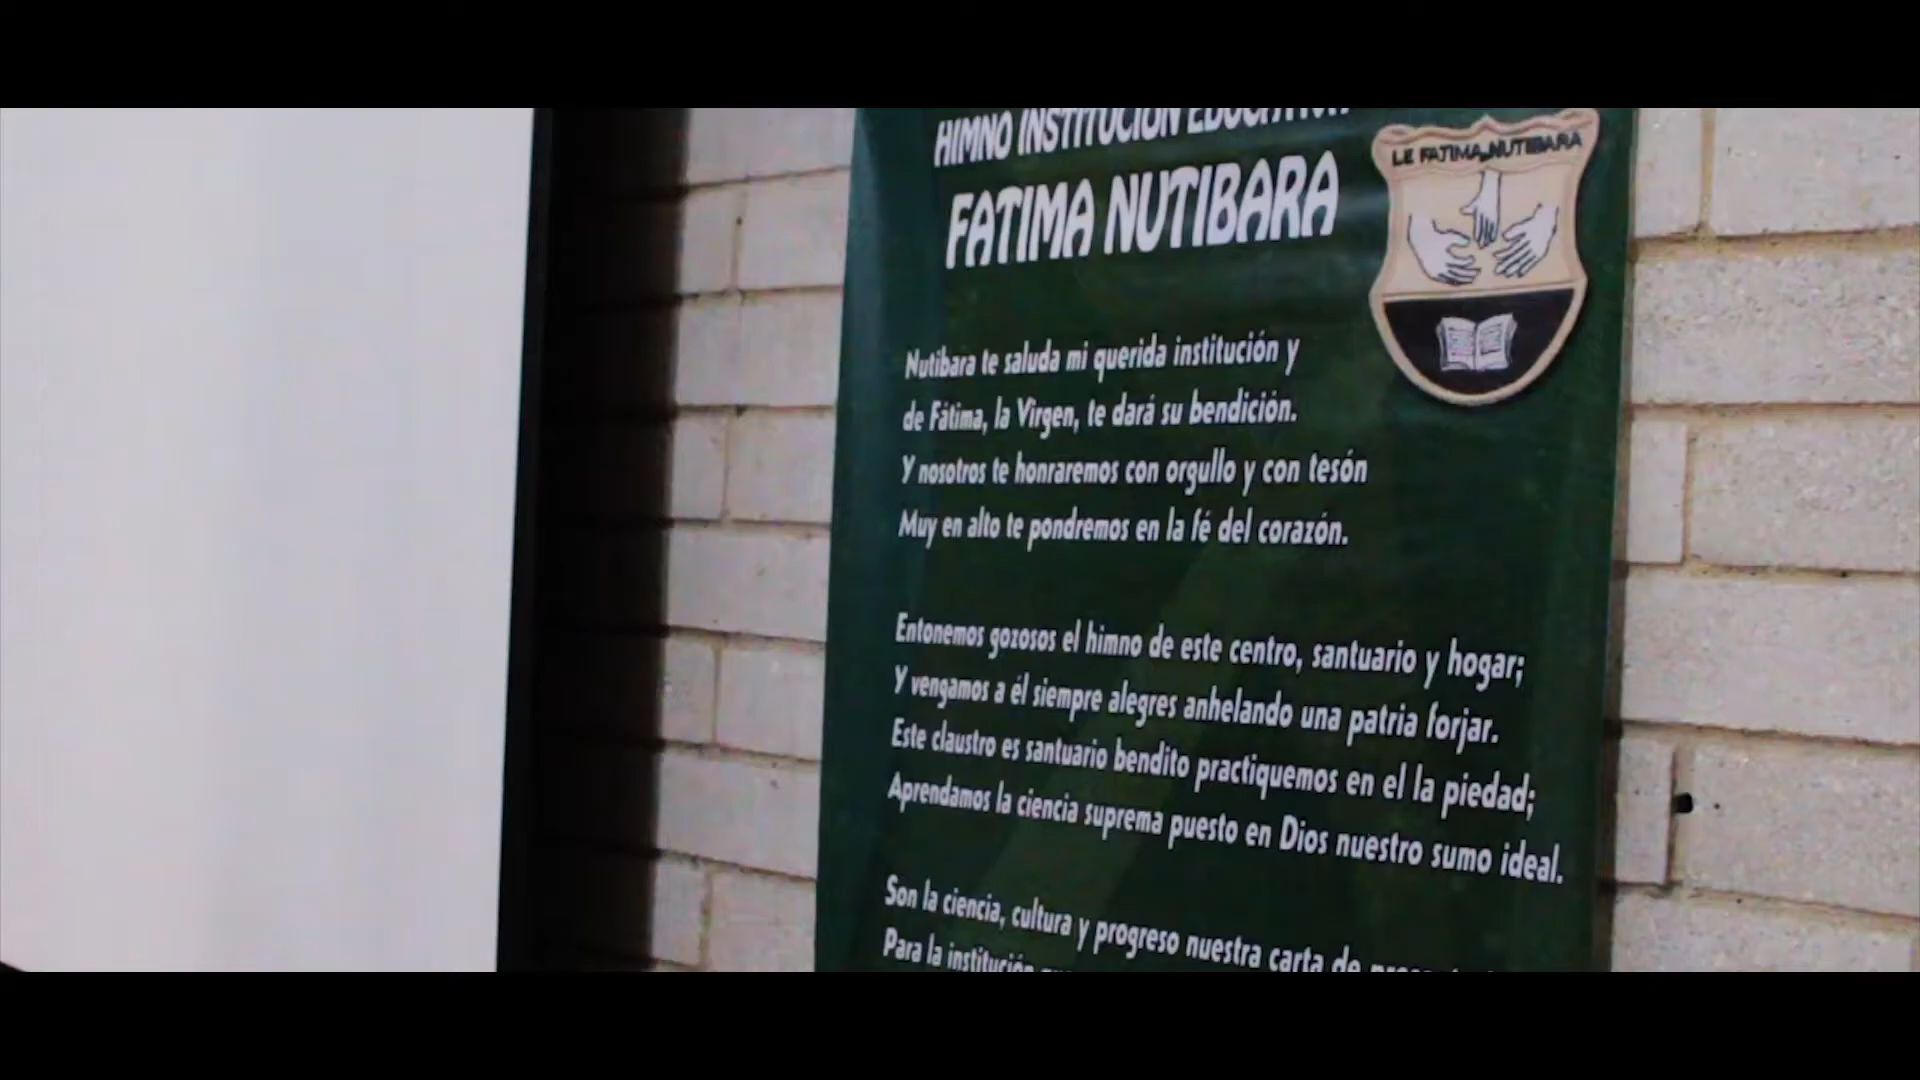 HIMNO INSTITUCION EDUCATIVA
FATIMA NUTIBARA
I.E FATIMA NUTIBARA
Nutibara te saluda mi querida institución y
de Fátima, la Virgen, te dará su bendición.
Y nosotros te honraremos con orgullo y con tesón
Muy en alto te pondremos en la fé del corazón.
Entonemos gozosos el himno de este centro, santuario y hogar;
Y vengamos a él siempre alegres anhelando una patria forjar.
Este claustro es santuario bendito practiquemos en el la piedad;
Aprendamos la ciencia suprema puesto en Dios nuestro sumo ideal.
Son la ciencia, cultura y progreso nuestra carta de
Para la institución